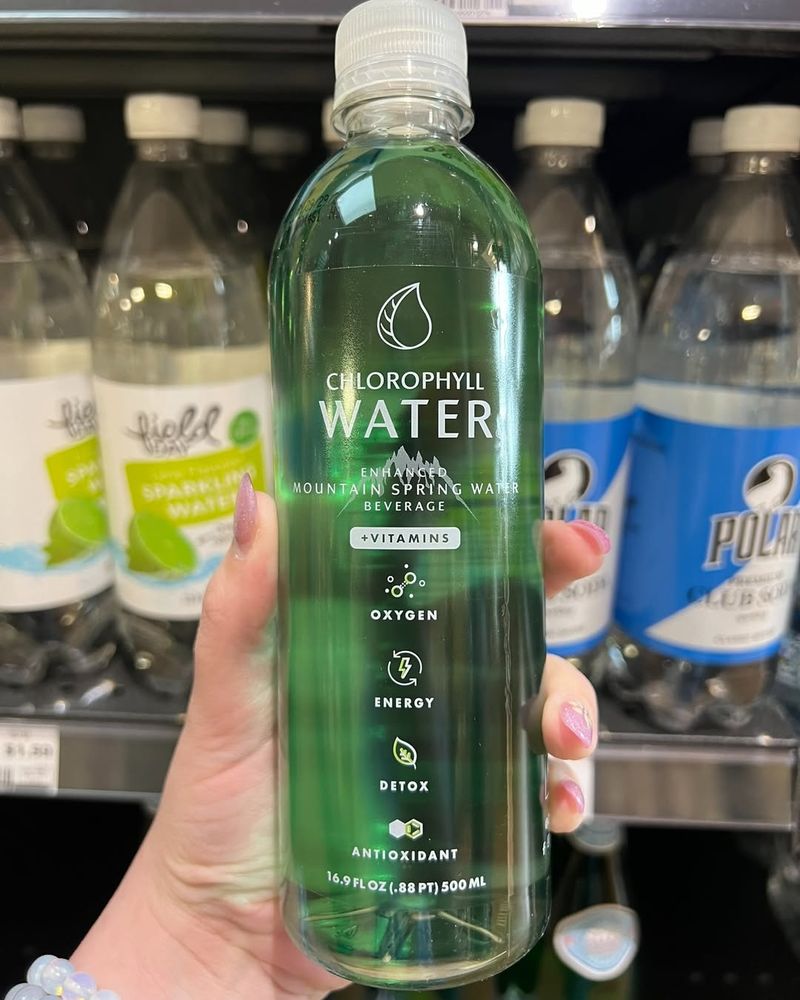 CHLOROPHYLL
WATER
ENHANCED
MOUNTAIN SPRING WATER
BEVERAGE
+VITAMINS
OXYGEN
ENERGY
DETOX
ANTIOXIDANT
16.9 FL OZ (.88 PT) 500 ML
field
DAY
SPARKLING
WATER
POLAR
CLUB SODA